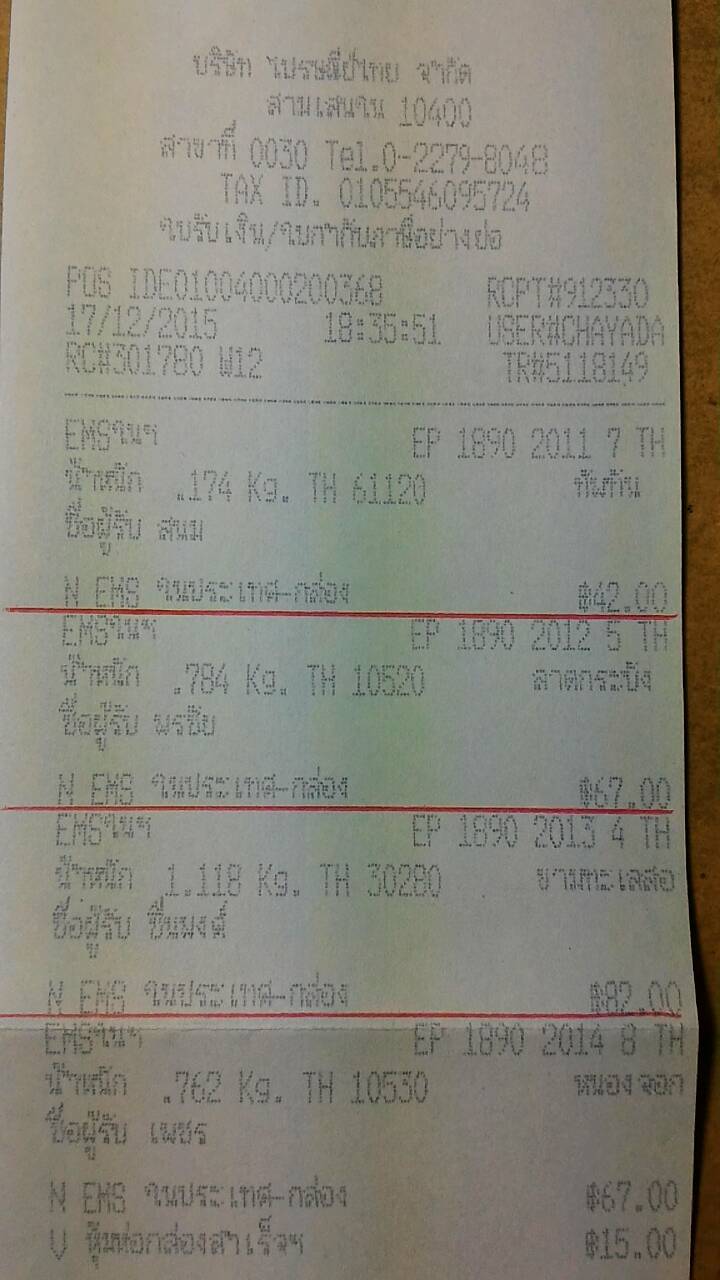 บริษัท ไปรษณีย์ไทย จำกัด
สามเสนใน 10400
สาขาที่ 0030 Tel.0-2279-8048
TAX ID. 0105546095724
ใบรับเงิน/ใบกำกับภาษีอย่างย่อ
POS IDE01004000200368 RCPT#912330
17/12/2015 18:35:51 USER#CHAYADA
RC#301780 W12 TR#5118149
EMSในฯ EP 1890 2011 7 TH
น้ำหนัก .174 Kg. TH 61120 ทัพทัน
ชื่อผู้รับ สนม
N EMS ในประเทศ-กล่อง ฿42.00
EMSในฯ EP 1890 2012 5 TH
น้ำหนัก .784 Kg. TH 10520 ลาดกระบัง
ชื่อผู้รับ พรชัย
N EMS ในประเทศ-กล่อง ฿67.00
EMSในฯ EP 1890 2013 4 TH
น้ำหนัก 1.118 Kg. TH 30280 ขามทะเลสอ
ชื่อผู้รับ ชื่นพงศ์
N EMS ในประเทศ-กล่อง ฿82.00
EMSในฯ EP 1890 2014 8 TH
น้ำหนัก .762 Kg. TH 10530 หนองจอก
ชื่อผู้รับ เพชร
N EMS ในประเทศ-กล่อง ฿67.00
V หุ้มห่อกล่องสำเร็จฯ ฿15.00